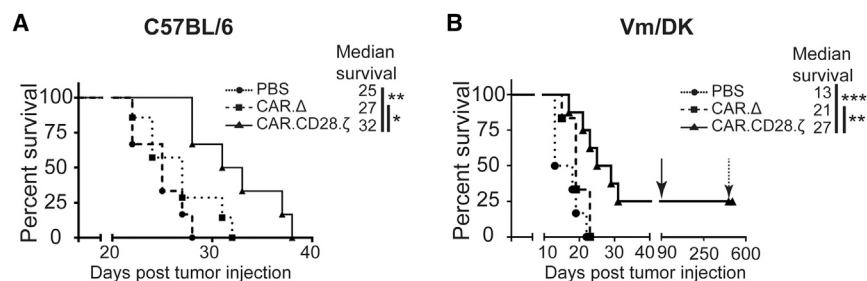 A
C57BL/6
Median
survival
PBS 25
CAR.Δ 27 **
CAR.CD28.ζ 32 *
Percent survival
100
75
50
25
0
20 30 40
Days post tumor injection
B
Vm/DK
Median
survival
PBS 13
CAR.Δ 21 ***
CAR.CD28.ζ 27 **
Percent survival
100
75
50
25
0
10 20 30 40 90 250 600
Days post tumor injection